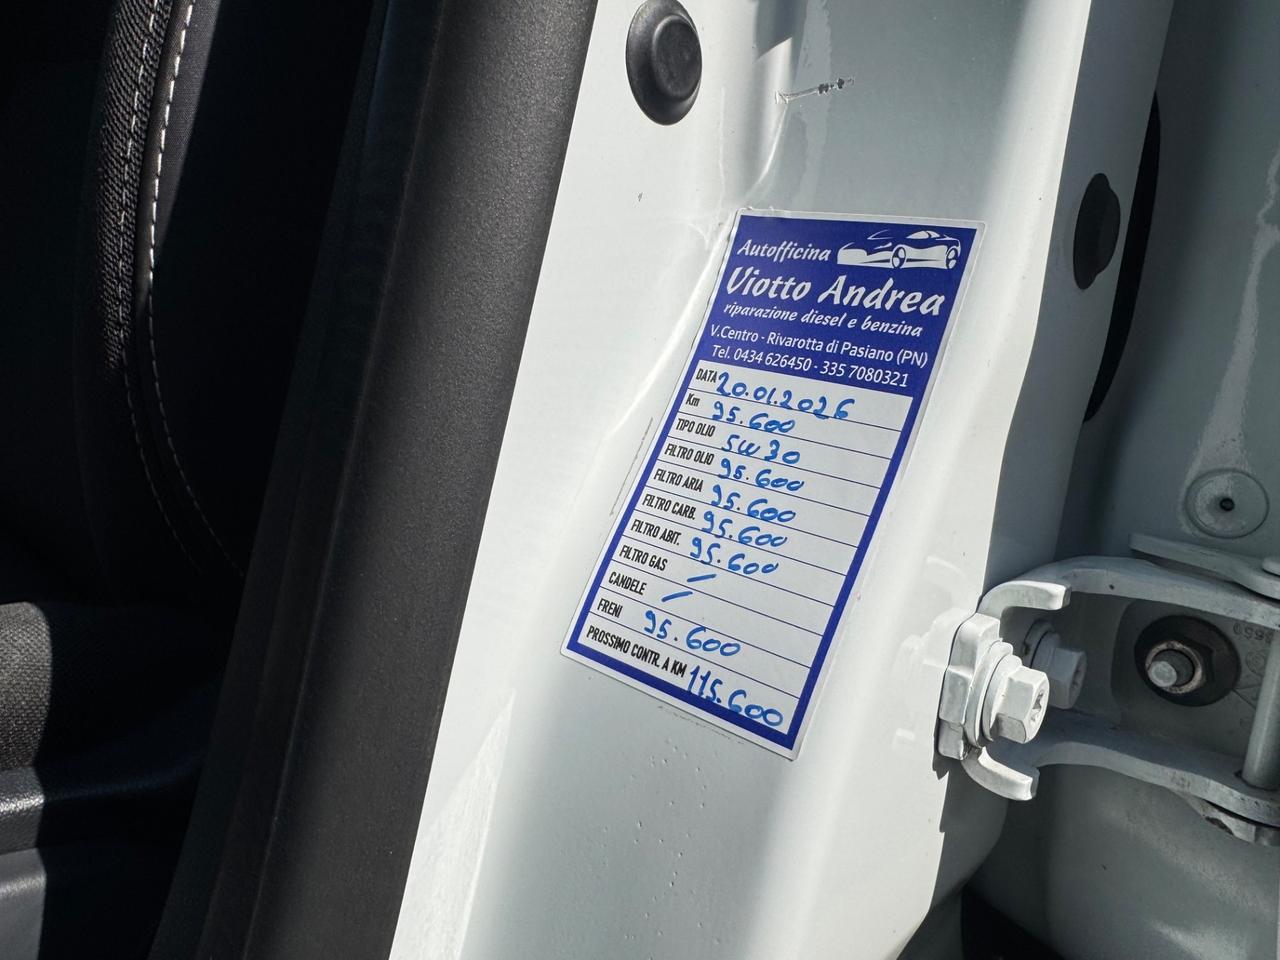 Autofficina
Viotto Andrea
riparazione diesel e benzina
V.Centro - Rivarotta di Pasiano (PN)
Tel. 0434 626450 - 335 7080321
DATA 20.01.2026
Km 95.600
TIPO OLIO 5W30
FILTRO OLIO 95.600
FILTRO ARIA 95.600
FILTRO CARB. 95.600
FILTRO ABIT. 95.600
FILTRO GAS /
CANDELE /
FRENI 95.600
PROSSIMO CONTR. A KM 115.600